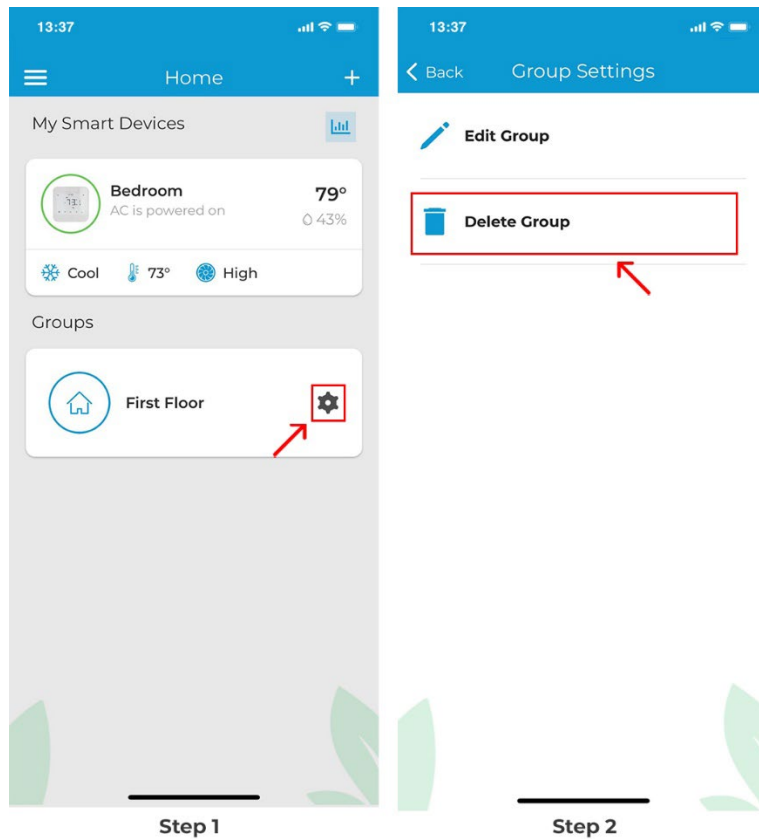 13:37
Home
My Smart Devices
Bedroom
79°
AC is powered on
43%
Cool
73°
High
Groups
First Floor
Step 1
13:37
Back
Group Settings
Edit Group
Delete Group
Step 2